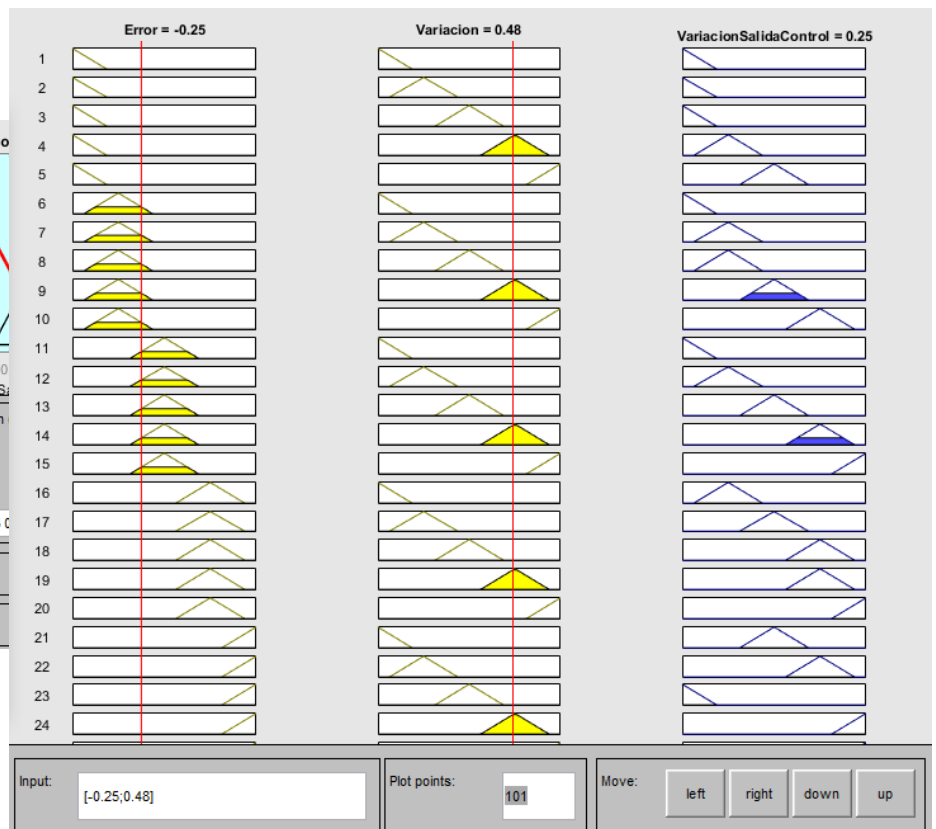 Error = -0.25
Variacion = 0.48
VariacionSalidaControl = 0.25
1
2
3
4
5
6
7
8
9
10
11
12
13
14
15
16
17
18
19
20
21
22
23
24
Input:
[-0.25;0.48]
Plot points:
101
Move:
left
right
down
up